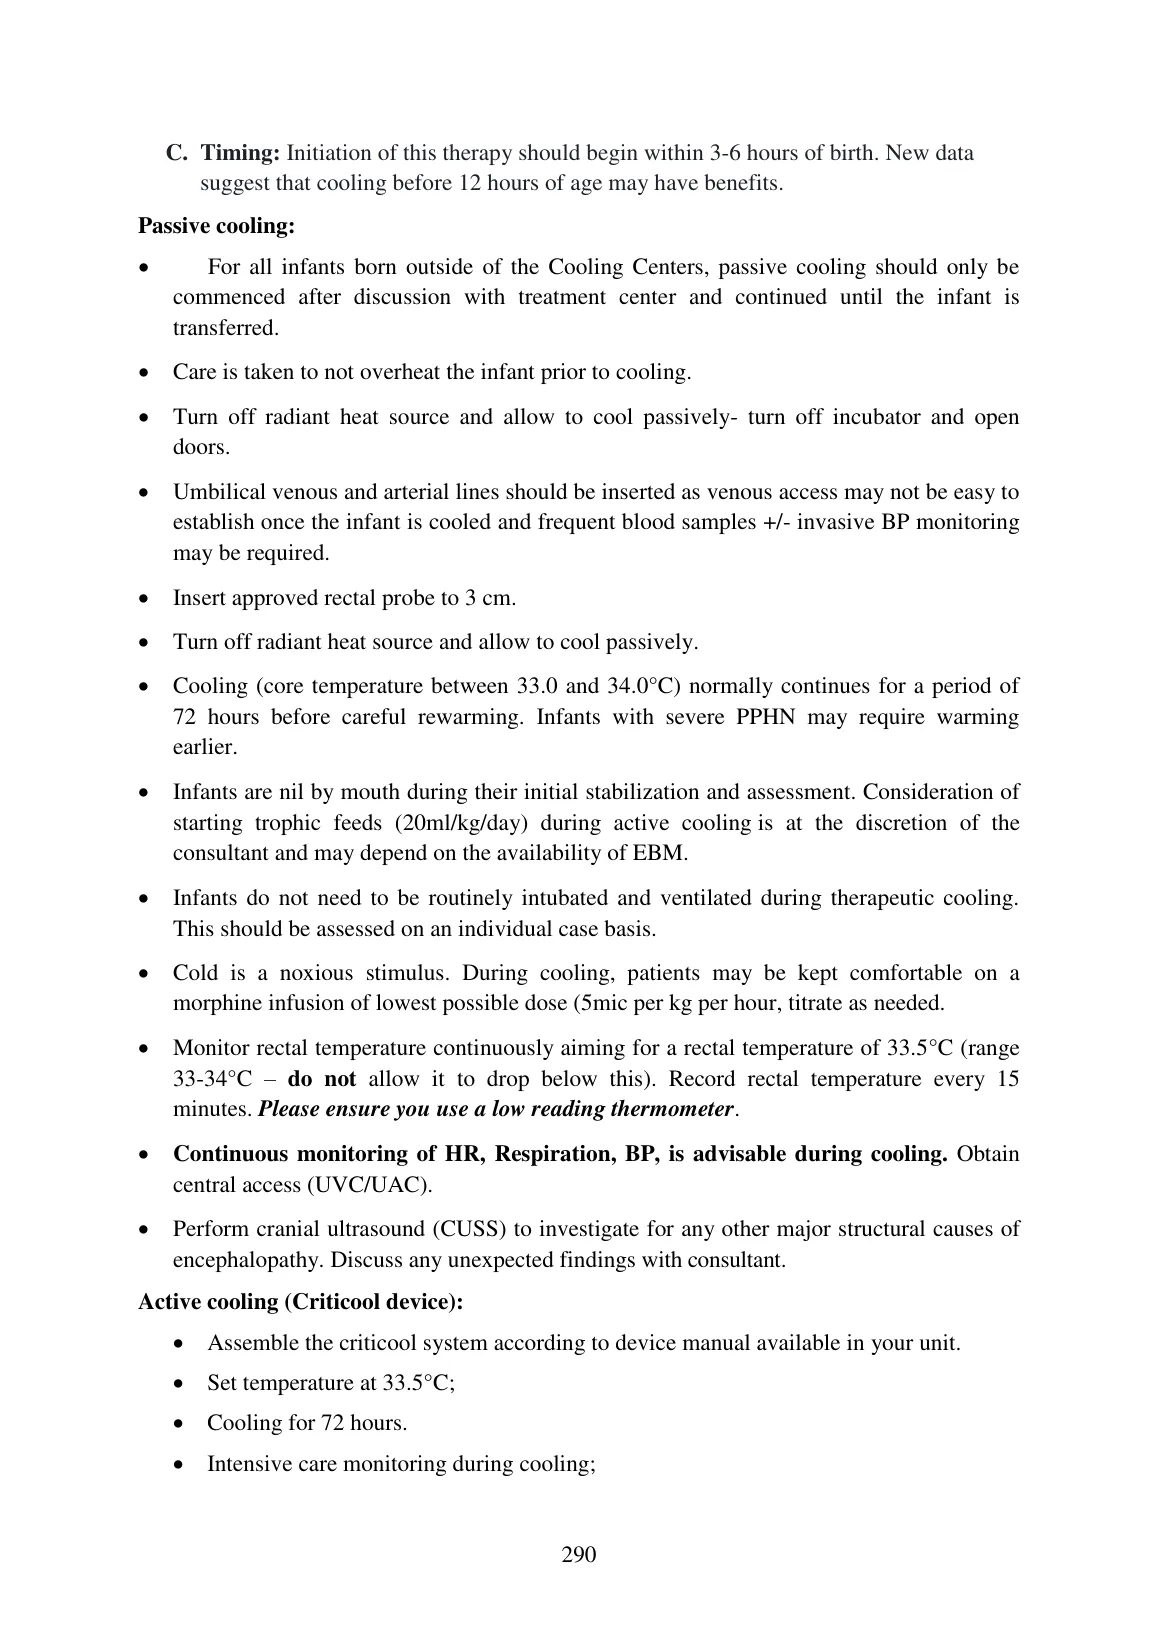 C. Timing: Initiation of this therapy should begin within 3-6 hours of birth. New data
suggest that cooling before 12 hours of age may have benefits.
Passive cooling:
• For all infants born outside of the Cooling Centers, passive cooling should only be
commenced after discussion with treatment center and continued until the infant is
transferred.
• Care is taken to not overheat the infant prior to cooling.
• Turn off radiant heat source and allow to cool passively- turn off incubator and open
doors.
• Umbilical venous and arterial lines should be inserted as venous access may not be easy to
establish once the infant is cooled and frequent blood samples +/- invasive BP monitoring
may be required.
• Insert approved rectal probe to 3 cm.
• Turn off radiant heat source and allow to cool passively.
• Cooling (core temperature between 33.0 and 34.0°C) normally continues for a period of
72 hours before careful rewarming. Infants with severe PPHN may require warming
earlier.
• Infants are nil by mouth during their initial stabilization and assessment. Consideration of
starting trophic feeds (20ml/kg/day) during active cooling is at the discretion of the
consultant and may depend on the availability of EBM.
• Infants do not need to be routinely intubated and ventilated during therapeutic cooling.
This should be assessed on an individual case basis.
• Cold is a noxious stimulus. During cooling, patients may be kept comfortable on a
morphine infusion of lowest possible dose (5mic per kg per hour, titrate as needed.
• Monitor rectal temperature continuously aiming for a rectal temperature of 33.5°C (range
33-34°C – do not allow it to drop below this). Record rectal temperature every 15
minutes. Please ensure you use a low reading thermometer.
• Continuous monitoring of HR, Respiration, BP, is advisable during cooling. Obtain
central access (UVC/UAC).
• Perform cranial ultrasound (CUSS) to investigate for any other major structural causes of
encephalopathy. Discuss any unexpected findings with consultant.
Active cooling (Criticool device):
• Assemble the criticool system according to device manual available in your unit.
• Set temperature at 33.5°C;
• Cooling for 72 hours.
• Intensive care monitoring during cooling;
290